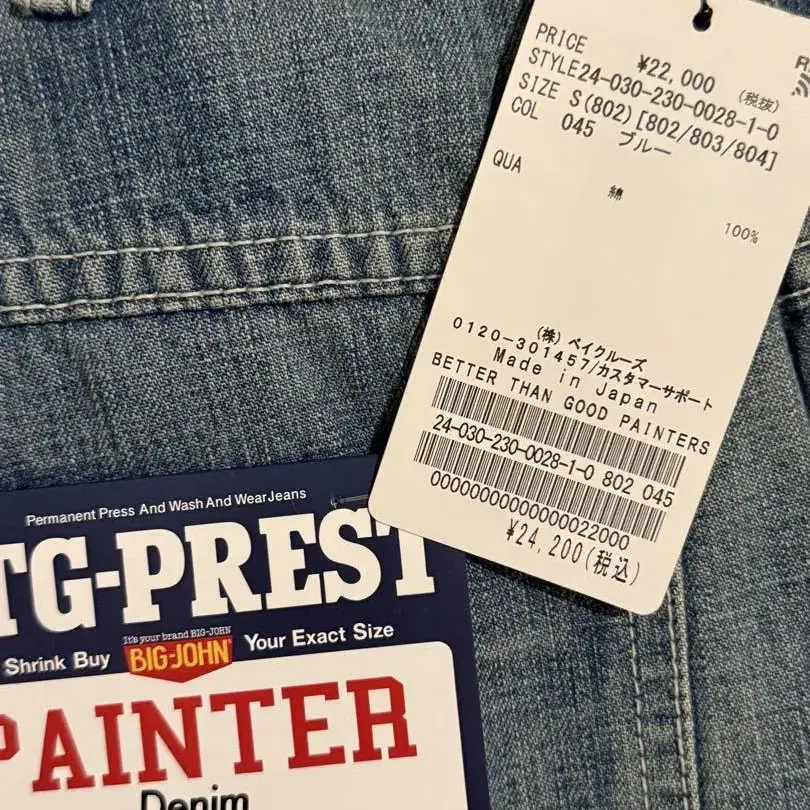 PRICE ¥22,000 (税抜)
STYLE24-030-230-0028-1-0
SIZE S(802)[802/803/804]
COL 045 ブルー
QUA
綿 100%
(株) ベイクルーズ
0120-301457/カスタマーサポート
Made in Japan
BETTER THAN GOOD PAINTERS
24-030-230-0028-1-0 802 045
00000000000000022000
¥24,200(税込)
Permanent Press And Wash And Wear Jeans
TG-PREST
It's your brand BIG-JOHN
Shrink Buy BIG-JOHN Your Exact Size
PAINTER
Denim